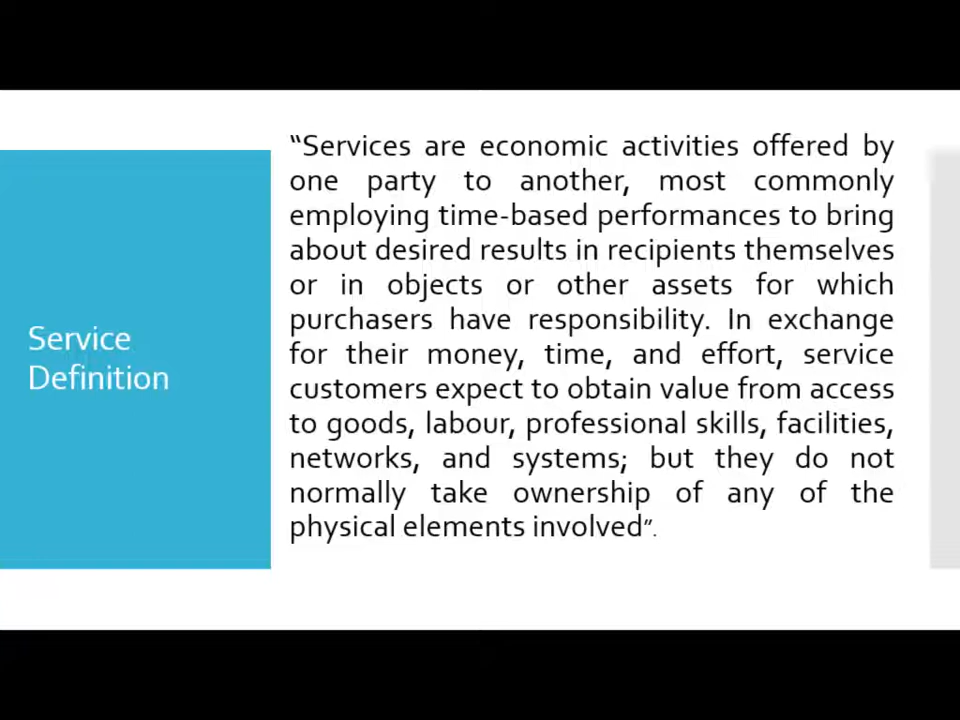 Service
Definition
“Services are economic activities offered by
one party to another, most commonly
employing time-based performances to bring
about desired results in recipients themselves
or in objects or other assets for which
purchasers have responsibility. In exchange
for their money, time, and effort, service
customers expect to obtain value from access
to goods, labour, professional skills, facilities,
networks, and systems; but they do not
normally take ownership of any of the
physical elements involved”.